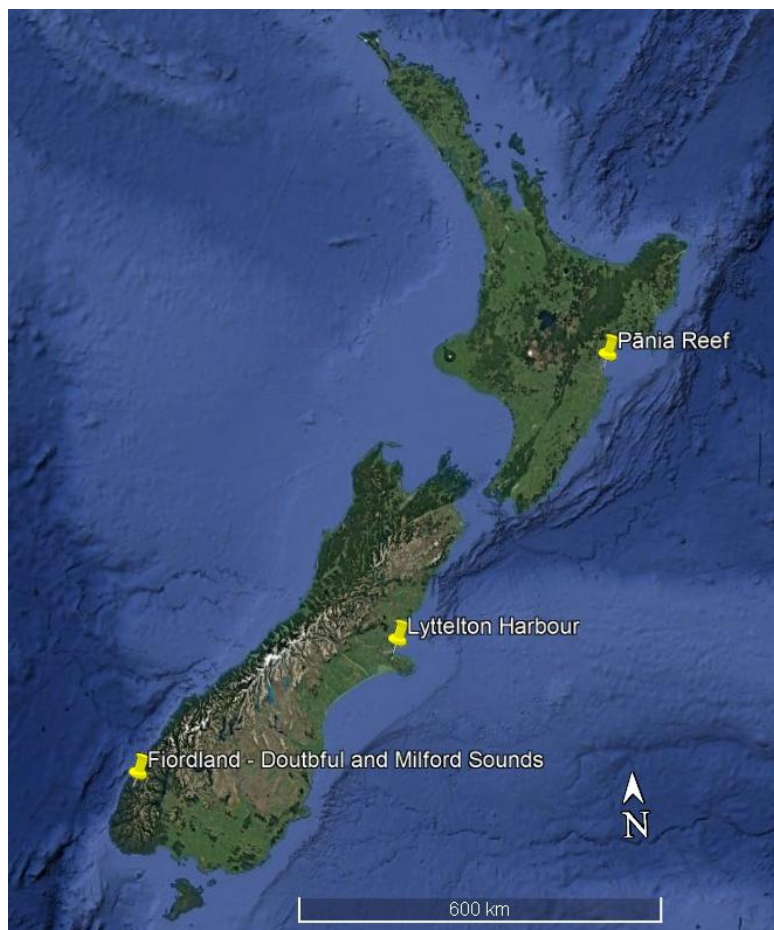 Pānia Reef
Lyttelton Harbour
Fiordland - Doutbful and Milford Sounds
N
600 km